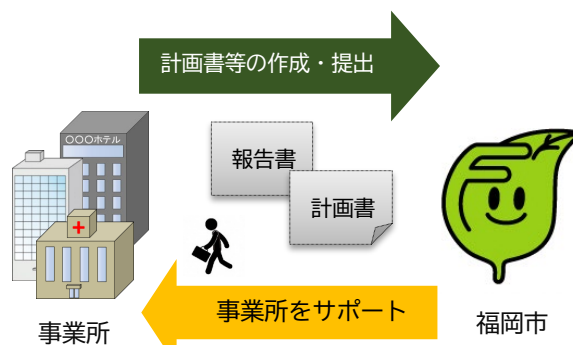 計画書等の作成・提出
〇〇〇ホテル
報告書
計画書
事業所をサポート
事業所
福岡市